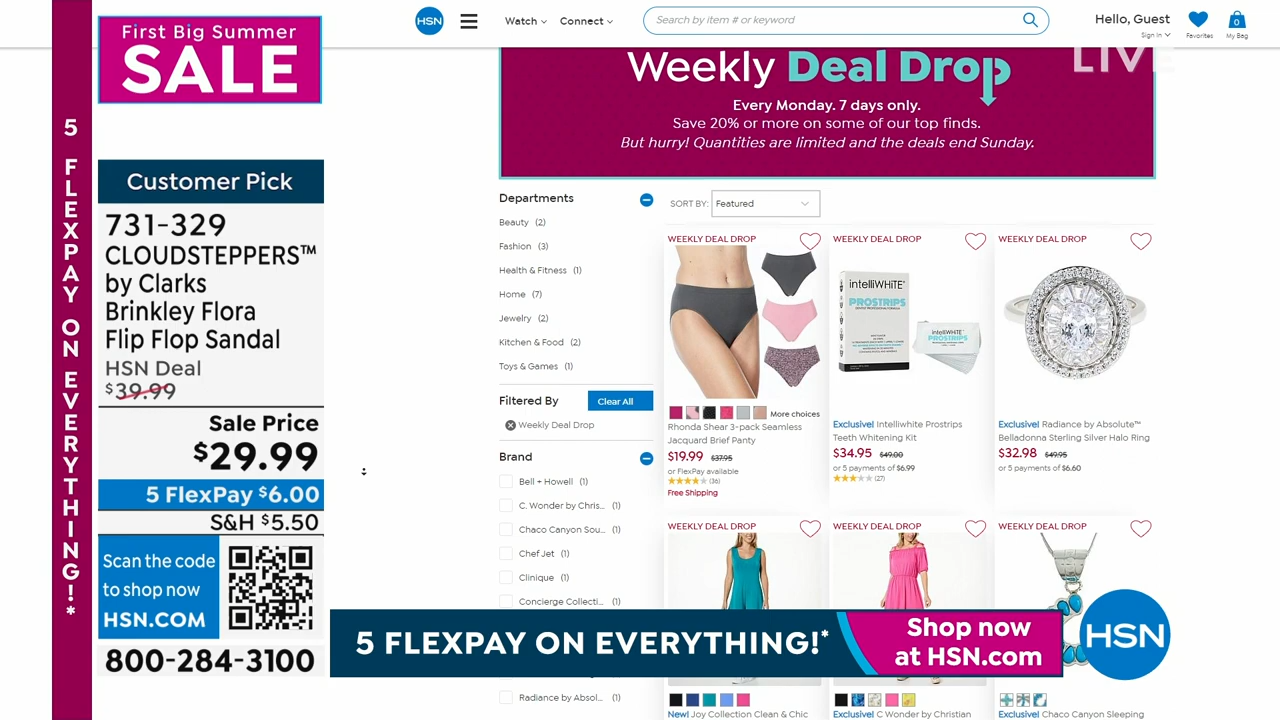 First Big Summer
SALE
5 FLEXPAY ON EVERYTHING!*
Customer Pick
731-329
CLOUDSTEPPERS™
by Clarks
Brinkley Flora
Flip Flop Sandal
HSN Deal
$39.99
Sale Price
$29.99
5 FlexPay $6.00
S&H $5.50
Scan the code
to shop now
HSN.COM
800-284-3100
HSN
Watch
Connect
Search by item # or keyword
Hello, Guest
Sign In
Favorites
0
My Bag
LIVE
Weekly Deal Drop
Every Monday. 7 days only.
Save 20% or more on some of our top finds.
But hurry! Quantities are limited and the deals end Sunday.
Departments
Beauty (2)
Fashion (3)
Health & Fitness (1)
Home (7)
Jewelry (2)
Kitchen & Food (2)
Toys & Games (1)
Filtered By
Clear All
Weekly Deal Drop
Brand
Bell + Howell (1)
C. Wonder by Chris... (1)
Chaco Canyon Sou... (1)
Chef Jet (1)
Clinique (1)
Concierge Collecti... (1)
Radiance by Absol... (1)
SORT BY: Featured
WEEKLY DEAL DROP
More choices
Rhonda Shear 3-pack Seamless
Jacquard Brief Panty
$19.99 $37.95
or FlexPay available
(36)
Free Shipping
WEEKLY DEAL DROP
intelliWHiTE
PROSTRIPS
intelliWHiTE
PROSTRIPS
Exclusive! Intelliwhite Prostrips
Teeth Whitening Kit
$34.95 $49.00
or 5 payments of $6.99
(27)
WEEKLY DEAL DROP
Exclusive! Radiance by Absolute™
Belladonna Sterling Silver Halo Ring
$32.98 $49.95
or 5 payments of $6.60
WEEKLY DEAL DROP
New! Joy Collection Clean & Chic
WEEKLY DEAL DROP
Exclusive! C Wonder by Christian
WEEKLY DEAL DROP
Exclusive! Chaco Canyon Sleeping
5 FLEXPAY ON EVERYTHING!*
Shop now
at HSN.com
HSN